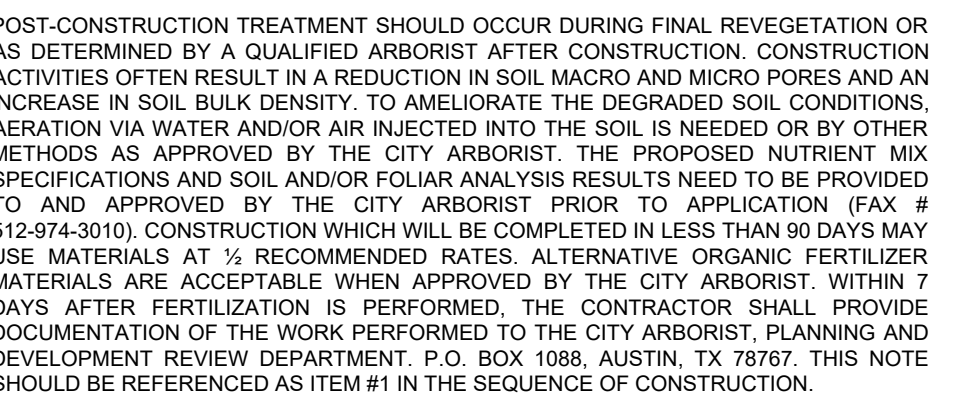 POST-CONSTRUCTION TREATMENT SHOULD OCCUR DURING FINAL REVEGETATION OR
AS DETERMINED BY A QUALIFIED ARBORIST AFTER CONSTRUCTION. CONSTRUCTION
ACTIVITIES OFTEN RESULT IN A REDUCTION IN SOIL MACRO AND MICRO PORES AND AN
INCREASE IN SOIL BULK DENSITY. TO AMELIORATE THE DEGRADED SOIL CONDITIONS,
AERATION VIA WATER AND/OR AIR INJECTED INTO THE SOIL IS NEEDED OR BY OTHER
METHODS AS APPROVED BY THE CITY ARBORIST. THE PROPOSED NUTRIENT MIX
SPECIFICATIONS AND SOIL AND/OR FOLIAR ANALYSIS RESULTS NEED TO BE PROVIDED
TO AND APPROVED BY THE CITY ARBORIST PRIOR TO APPLICATION (FAX #
512-974-3010). CONSTRUCTION WHICH WILL BE COMPLETED IN LESS THAN 90 DAYS MAY
USE MATERIALS AT ½ RECOMMENDED RATES. ALTERNATIVE ORGANIC FERTILIZER
MATERIALS ARE ACCEPTABLE WHEN APPROVED BY THE CITY ARBORIST. WITHIN 7
DAYS AFTER FERTILIZATION IS PERFORMED, THE CONTRACTOR SHALL PROVIDE
DOCUMENTATION OF THE WORK PERFORMED TO THE CITY ARBORIST, PLANNING AND
DEVELOPMENT REVIEW DEPARTMENT. P.O. BOX 1088, AUSTIN, TX 78767. THIS NOTE
SHOULD BE REFERENCED AS ITEM #1 IN THE SEQUENCE OF CONSTRUCTION.